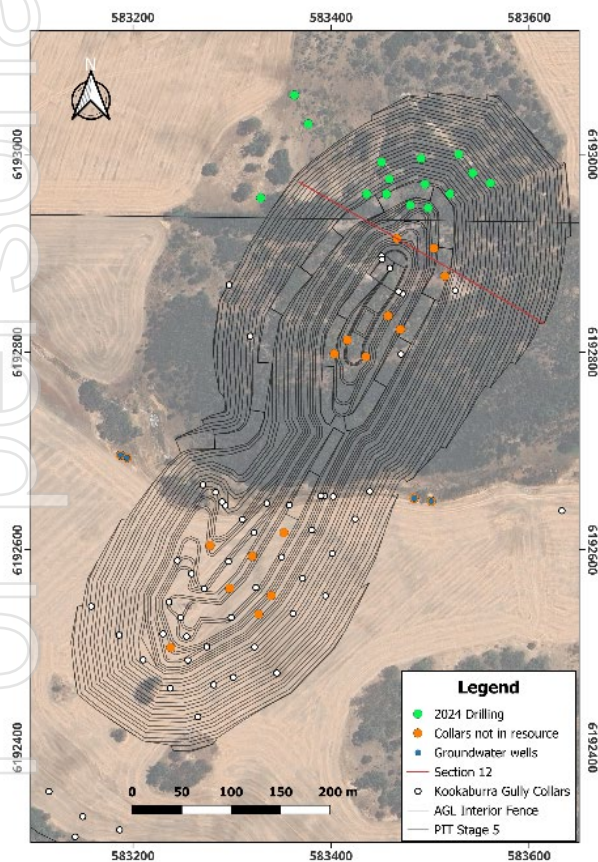 583200 583400 583600
N
6193000 6193000
6192800 6192800
6192600 6192600
6192400 6192400
Legend
2024 Drilling
Collars not in resource
Groundwater wells
Section 12
Kookaburra Gully Collars
AGL Interior Fence
PTT Stage 5
0 50 100 150 200 m
583200 583400 583600